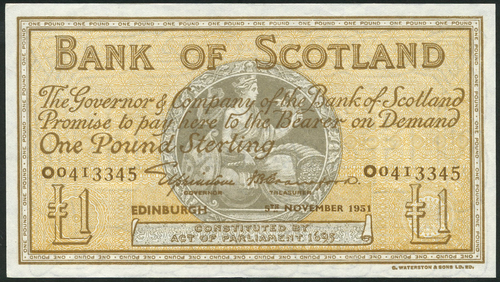 BANK OF SCOTLAND
The Governor & Company of the Bank of Scotland
Promise to pay here to the Bearer on Demand
One Pound Sterling
O0413345 O0413345
GOVERNOR TREASURER
£1 £1
EDINBURGH 9TH NOVEMBER 1951
CONSTITUTED BY
ACT OF PARLIAMENT 1695
G. WATERSTON & SONS LD. ED.